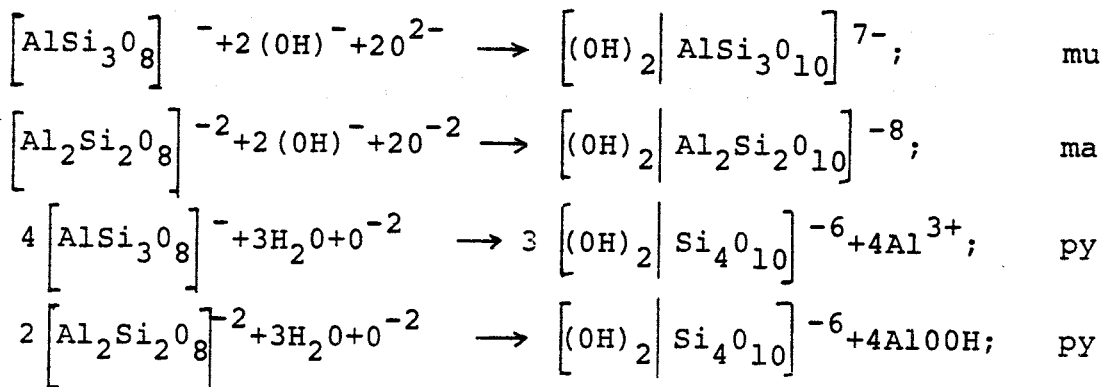 [AlSi₃O₈]⁻+2(OH)⁻+2O²⁻ → [(OH)₂| AlSi₃O₁₀]⁷⁻; mu
[Al₂Si₂O₈]⁻²+2(OH)⁻+2O⁻² → [(OH)₂| Al₂Si₂O₁₀]⁻⁸; ma
4[AlSi₃O₈]⁻+3H₂O+O⁻² → 3[(OH)₂| Si₄O₁₀]⁻⁶+4Al³⁺; py
2[Al₂Si₂O₈]⁻²+3H₂O+O⁻² → [(OH)₂| Si₄O₁₀]⁻⁶+4AlOOH; py